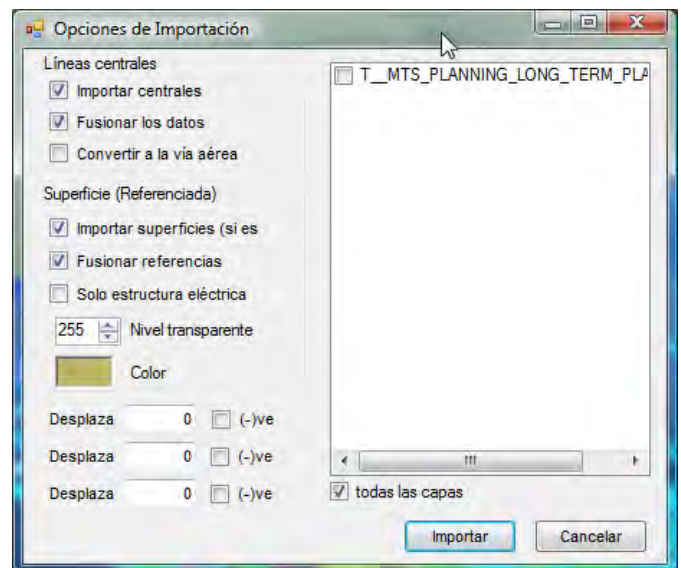 Opciones de Importación
Líneas centrales
Importar centrales
Fusionar los datos
Convertir a la vía aérea
Superficie (Referenciada)
Importar superficies (si es
Fusionar referencias
Solo estructura eléctrica
255 Nivel transparente
Color
Desplaza 0 (-)ve
Desplaza 0 (-)ve
Desplaza 0 (-)ve
T__MTS_PLANNING_LONG_TERM_PLA
todas las capas
Importar Cancelar